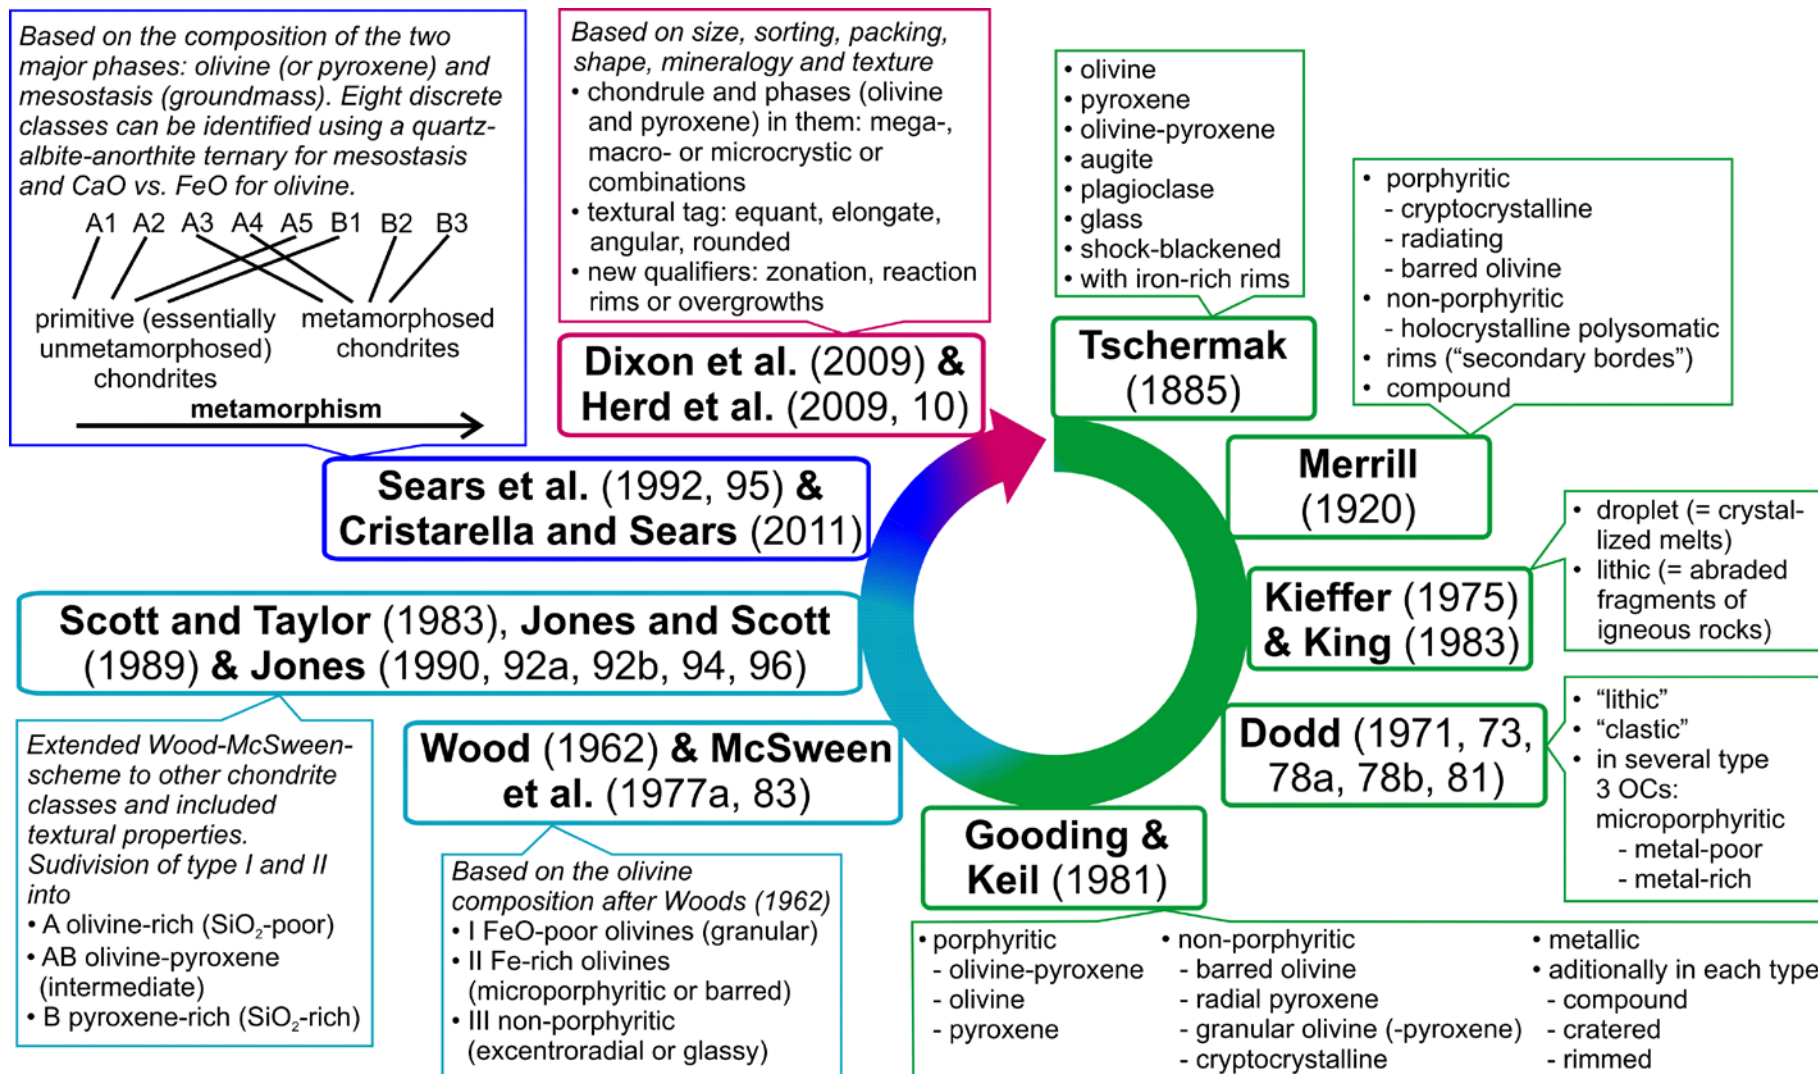 Based on the composition of the two
major phases: olivine (or pyroxene) and
mesostasis (groundmass). Eight discrete
classes can be identified using a quartz-
albite-anorthite ternary for mesostasis
and CaO vs. FeO for olivine.
A1 A2 A3 A4 A5 B1 B2 B3
primitive (essentially
unmetamorphosed)
chondrites
metamorphosed
chondrites
metamorphism
Sears et al. (1992, 95) &
Cristarella and Sears (2011)
Based on size, sorting, packing,
shape, mineralogy and texture
• chondrule and phases (olivine
and pyroxene) in them: mega-,
macro- or microcrystic or
combinations
• textural tag: equant, elongate,
angular, rounded
• new qualifiers: zonation, reaction
rims or overgrowths
Dixon et al. (2009) &
Herd et al. (2009, 10)
• olivine
• pyroxene
• olivine-pyroxene
• augite
• plagioclase
• glass
• shock-blackened
• with iron-rich rims
Tschermak
(1885)
• porphyritic
- cryptocrystalline
- radiating
- barred olivine
• non-porphyritic
- holocrystalline polysomatic
• rims (“secondary bordes”)
• compound
Merrill
(1920)
• droplet (= crystal-
lized melts)
• lithic (= abraded
fragments of
igneous rocks)
Kieffer (1975)
& King (1983)
• “lithic”
• “clastic”
• in several type
3 OCs:
microporphyritic
- metal-poor
- metal-rich
Dodd (1971, 73,
78a, 78b, 81)
Gooding &
Keil (1981)
• porphyritic
- olivine-pyroxene
- olivine
- pyroxene
• non-porphyritic
- barred olivine
- radial pyroxene
- granular olivine (-pyroxene)
- cryptocrystalline
• metallic
• aditionally in each type
- compound
- cratered
- rimmed
Wood (1962) & McSween
et al. (1977a, 83)
Based on the olivine
composition after Woods (1962)
• I FeO-poor olivines (granular)
• II Fe-rich olivines
(microporphyritic or barred)
• III non-porphyritic
(excentroradial or glassy)
Scott and Taylor (1983), Jones and Scott
(1989) & Jones (1990, 92a, 92b, 94, 96)
Extended Wood-McSween-
scheme to other chondrite
classes and included
textural properties.
Sudivision of type I and II
into
• A olivine-rich (SiO₂-poor)
• AB olivine-pyroxene
(intermediate)
• B pyroxene-rich (SiO₂-rich)